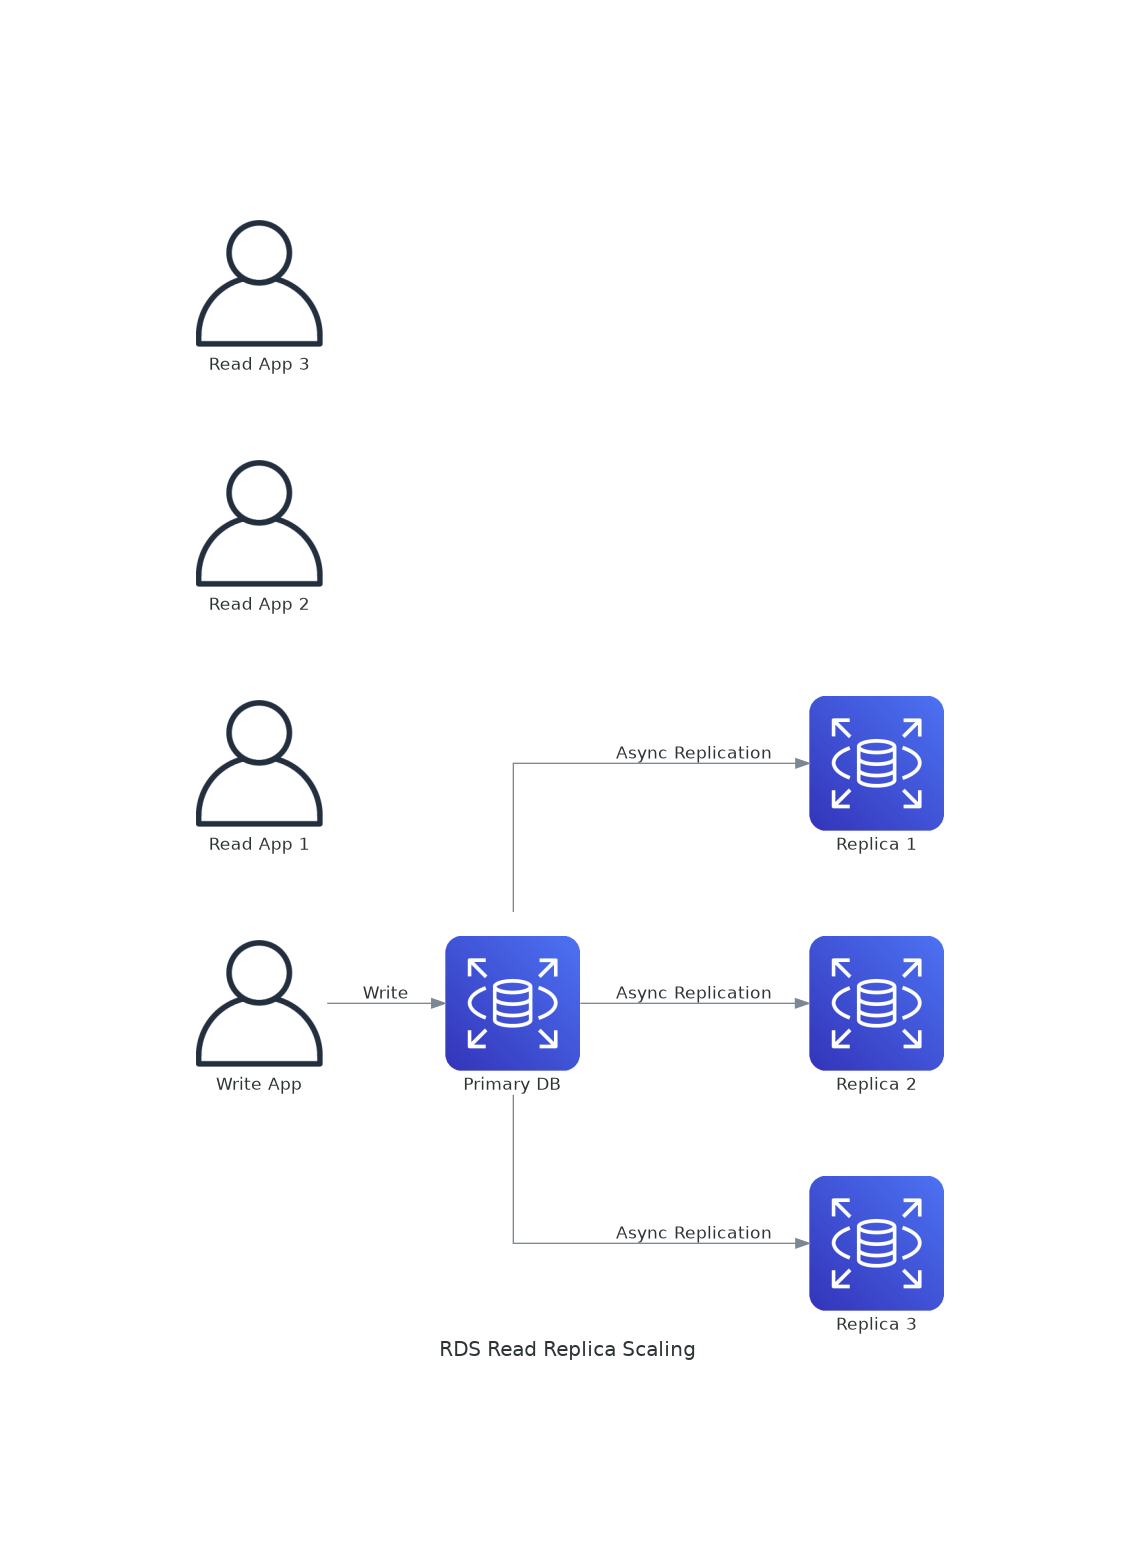 Read App 3
Read App 2
Read App 1
Async Replication
Replica 1
Write
Async Replication
Write App
Primary DB
Replica 2
Async Replication
Replica 3
RDS Read Replica Scaling